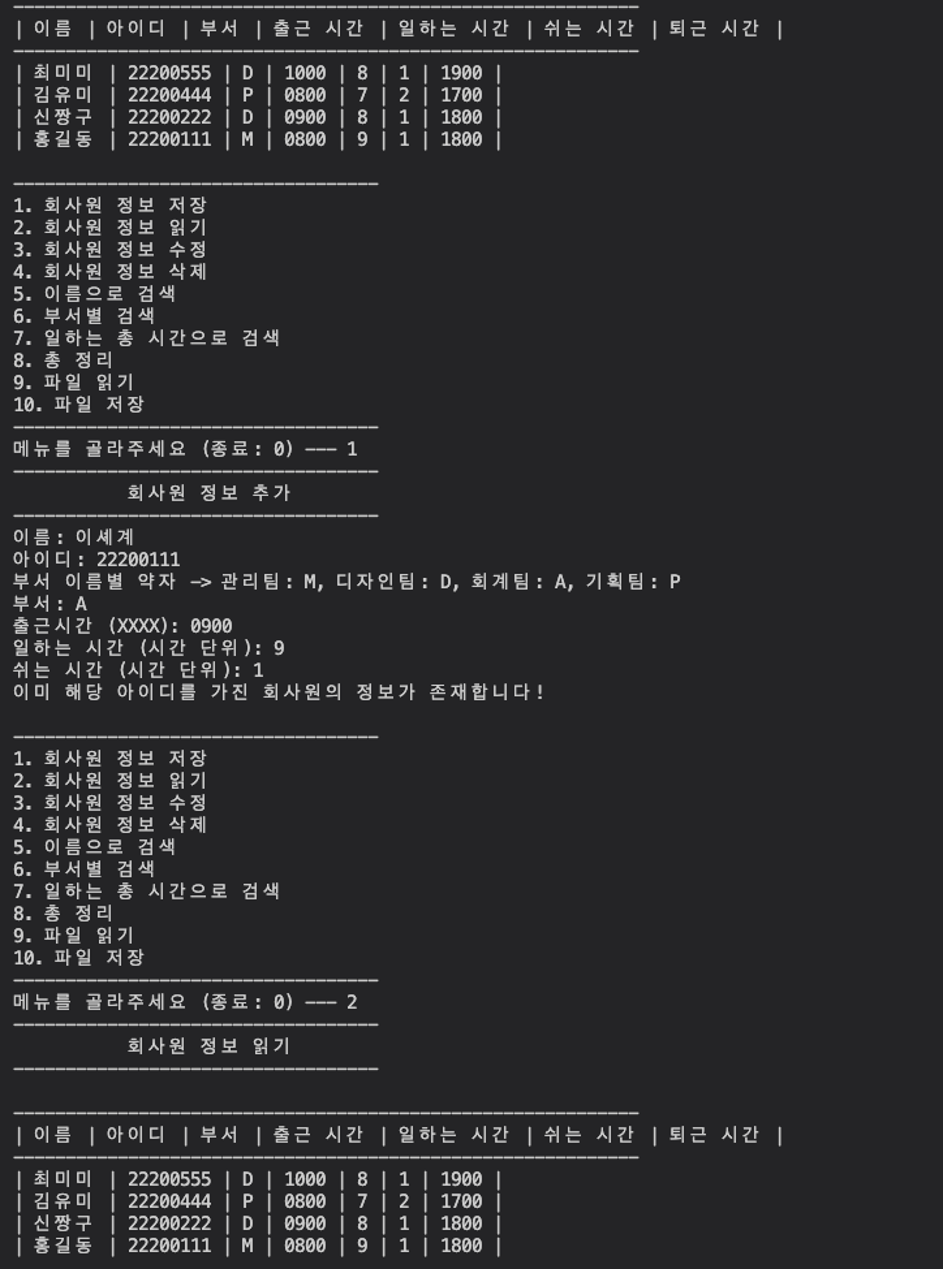 | 이름 | 아이디 | 부서 | 출근 시간 | 일하는 시간 | 쉬는 시간 | 퇴근 시간 |
| 최미미 | 22200555 | D | 1000 | 8 | 1 | 1900 |
| 김유미 | 22200444 | P | 0800 | 7 | 2 | 1700 |
| 신짱구 | 22200222 | D | 0900 | 8 | 1 | 1800 |
| 홍길동 | 22200111 | M | 0800 | 9 | 1 | 1800 |
1. 회사원 정보 저장
2. 회사원 정보 읽기
3. 회사원 정보 수정
4. 회사원 정보 삭제
5. 이름으로 검색
6. 부서별 검색
7. 일하는 총 시간으로 검색
8. 총 정리
9. 파일 읽기
10. 파일 저장
메뉴를 골라주세요 (종료: 0) --- 1
회사원 정보 추가
이름: 이세계
아이디: 22200111
부서 이름별 약자 -> 관리팀: M, 디자인팀: D, 회계팀: A, 기획팀: P
부서: A
출근시간 (XXXX): 0900
일하는 시간 (시간 단위): 9
쉬는 시간 (시간 단위): 1
이미 해당 아이디를 가진 회사원의 정보가 존재합니다!
1. 회사원 정보 저장
2. 회사원 정보 읽기
3. 회사원 정보 수정
4. 회사원 정보 삭제
5. 이름으로 검색
6. 부서별 검색
7. 일하는 총 시간으로 검색
8. 총 정리
9. 파일 읽기
10. 파일 저장
메뉴를 골라주세요 (종료: 0) --- 2
회사원 정보 읽기
| 이름 | 아이디 | 부서 | 출근 시간 | 일하는 시간 | 쉬는 시간 | 퇴근 시간 |
| 최미미 | 22200555 | D | 1000 | 8 | 1 | 1900 |
| 김유미 | 22200444 | P | 0800 | 7 | 2 | 1700 |
| 신짱구 | 22200222 | D | 0900 | 8 | 1 | 1800 |
| 홍길동 | 22200111 | M | 0800 | 9 | 1 | 1800 |